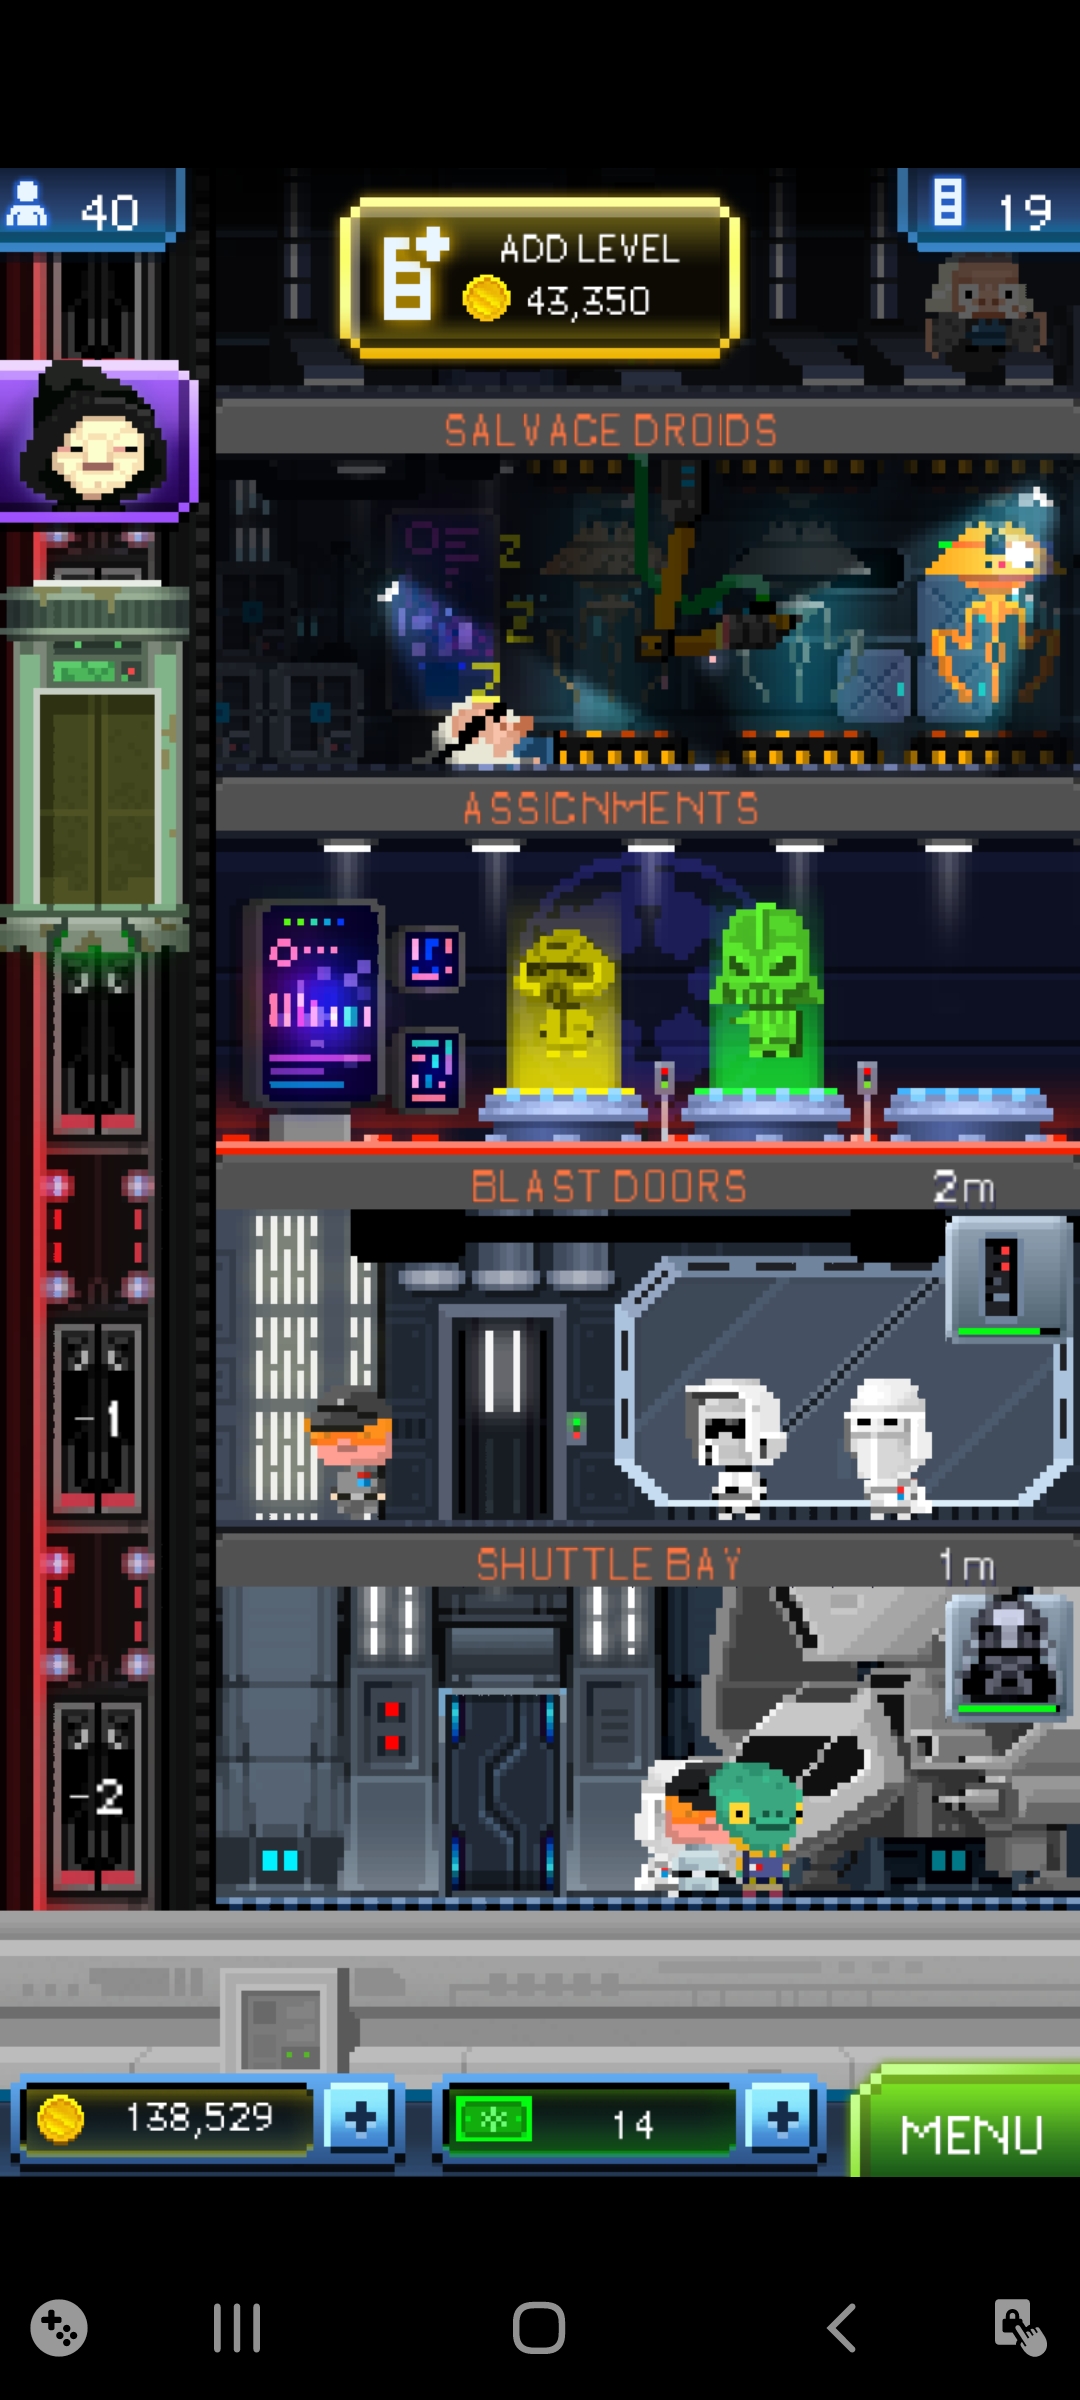 40
ADD LEVEL
43,350
19
SALVAGE DROIDS
Z
Z
Z
ASSIGNMENTS
BLAST DOORS 2m
-1
SHUTTLE BAY 1m
-2
138,529
14
MENU